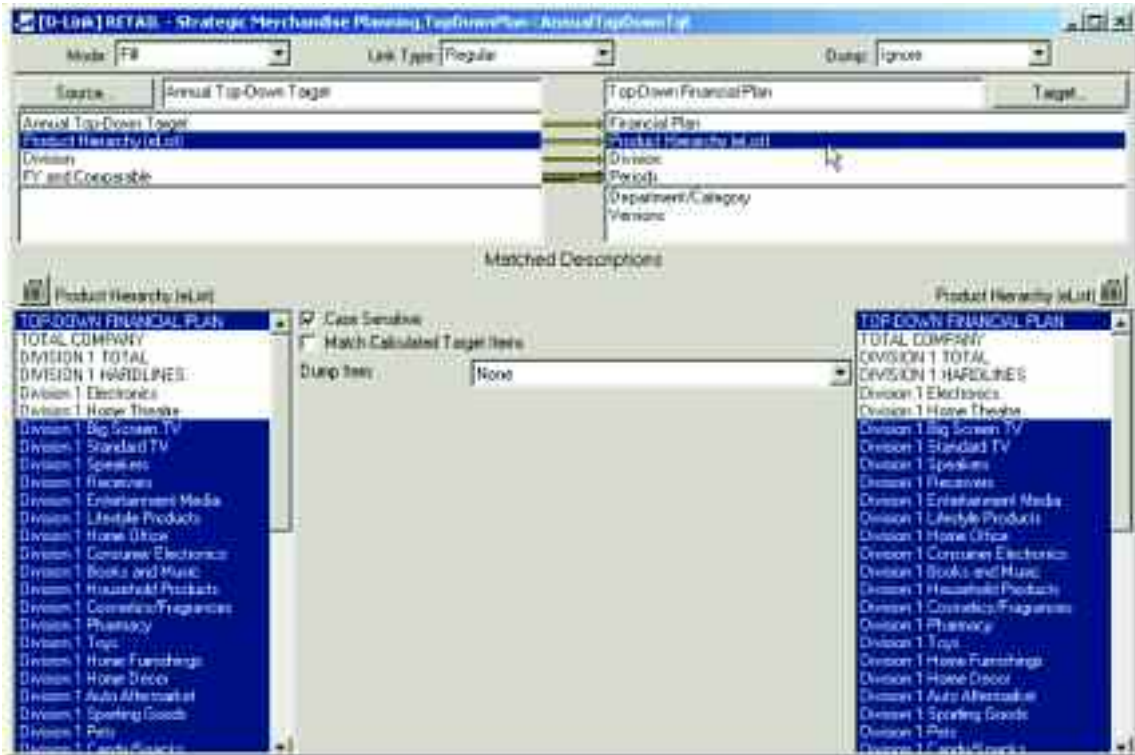 [D-Link] RETAIL - Strategic Merchandise Planning.TopDownPlan - AnnualTopDownTgt
Mode: Fill Link Type: Regular Dump: Ignore
Source... Annual Top-Down Target Top-Down Financial Plan Target...
Annual Top-Down Target Financial Plan
Product Hierarchy (eList) Product Hierarchy (eList)
Division Division
FY and Comparable Periods
Department/Category
Versions
Matched Descriptions
Product Hierarchy (eList) Product Hierarchy (eList)
TOP-DOWN FINANCIAL PLAN Case Sensitive TOP-DOWN FINANCIAL PLAN
TOTAL COMPANY Match Calculated Target Items TOTAL COMPANY
DIVISION 1 TOTAL DIVISION 1 TOTAL
DIVISION 1 HARDLINES Dump Item None DIVISION 1 HARDLINES
Division 1 Electronics Division 1 Electronics
Division 1 Home Theatre Division 1 Home Theatre
Division 1 Big Screen TV Division 1 Big Screen TV
Division 1 Standard TV Division 1 Standard TV
Division 1 Speakers Division 1 Speakers
Division 1 Receivers Division 1 Receivers
Division 1 Entertainment Media Division 1 Entertainment Media
Division 1 Lifestyle Products Division 1 Lifestyle Products
Division 1 Home Office Division 1 Home Office
Division 1 Consumer Electronics Division 1 Consumer Electronics
Division 1 Books and Music Division 1 Books and Music
Division 1 Household Products Division 1 Household Products
Division 1 Cosmetics/Fragrances Division 1 Cosmetics/Fragrances
Division 1 Pharmacy Division 1 Pharmacy
Division 1 Toys Division 1 Toys
Division 1 Home Furnishings Division 1 Home Furnishings
Division 1 Home Decor Division 1 Home Decor
Division 1 Auto Aftermarket Division 1 Auto Aftermarket
Division 1 Sporting Goods Division 1 Sporting Goods
Division 1 Pets Division 1 Pets
Division 1 Candy/Snacks Division 1 Candy/Snacks